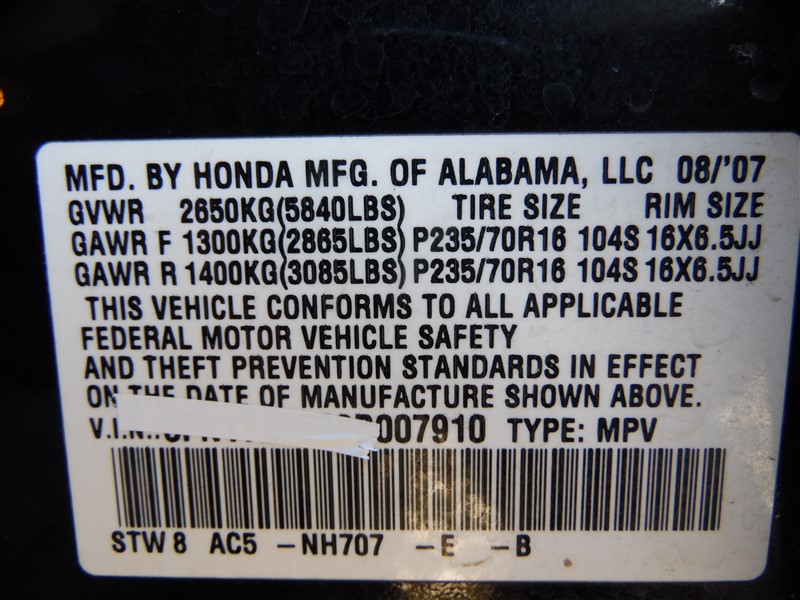 MFD. BY HONDA MFG. OF ALABAMA, LLC 08/'07
GVWR 2650KG(5840LBS) TIRE SIZE RIM SIZE
GAWR F 1300KG(2865LBS) P235/70R16 104S 16X6.5JJ
GAWR R 1400KG(3085LBS) P235/70R16 104S 16X6.5JJ
THIS VEHICLE CONFORMS TO ALL APPLICABLE
FEDERAL MOTOR VEHICLE SAFETY
AND THEFT PREVENTION STANDARDS IN EFFECT
ON THE DATE OF MANUFACTURE SHOWN ABOVE.
V.I.N.: 007910 TYPE: MPV
STW8 AC5 -NH707 -E -B